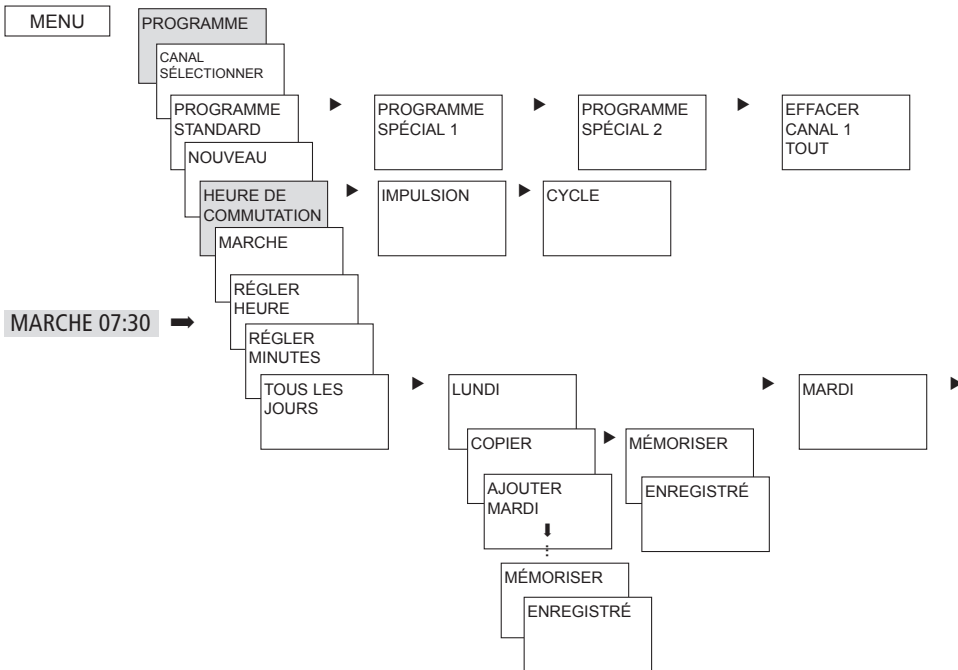 MENU
PROGRAMME
CANAL
SÉLECTIONNER
PROGRAMME
STANDARD
PROGRAMME
SPÉCIAL 1
PROGRAMME
SPÉCIAL 2
EFFACER
CANAL 1
TOUT
NOUVEAU
HEURE DE
COMMUTATION
IMPULSION
CYCLE
MARCHE
RÉGLER
HEURE
MARCHE 07:30
RÉGLER
MINUTES
TOUS LES
JOURS
LUNDI
MARDI
COPIER
MÉMORISER
AJOUTER
MARDI
ENREGISTRÉ
MÉMORISER
ENREGISTRÉ